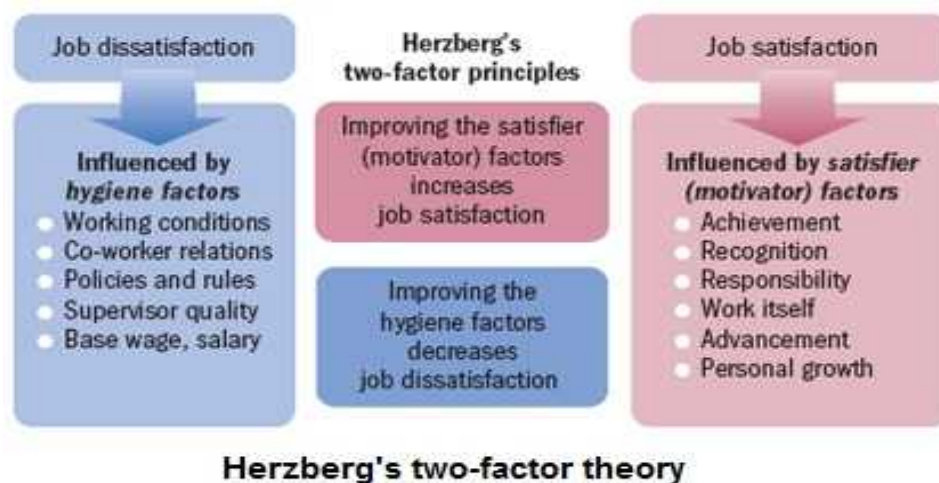 Job dissatisfaction
Influenced by
hygiene factors
Working conditions
Co-worker relations
Policies and rules
Supervisor quality
Base wage, salary
Herzberg's
two-factor principles
Improving the satisfier
(motivator) factors
increases
job satisfaction
Improving the
hygiene factors
decreases
job dissatisfaction
Job satisfaction
Influenced by satisfier
(motivator) factors
Achievement
Recognition
Responsibility
Work itself
Advancement
Personal growth
Herzberg's two-factor theory